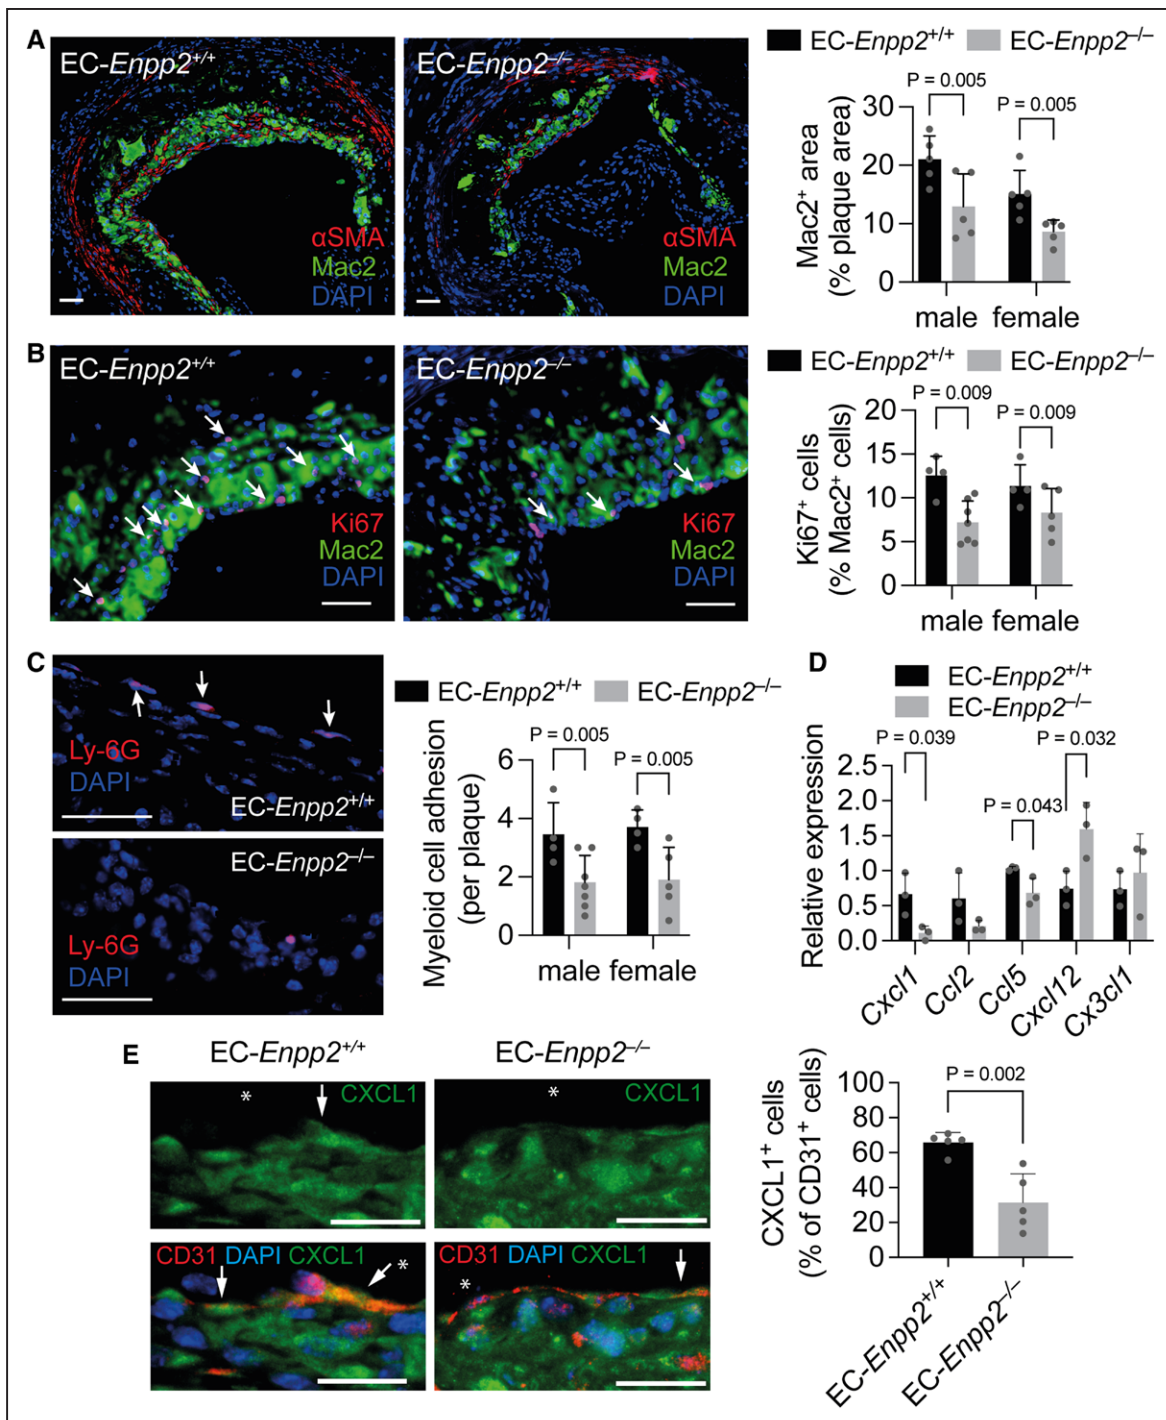 A
EC-Enpp2+/+
αSMA
Mac2
DAPI
EC-Enpp2–/–
αSMA
Mac2
DAPI
EC-Enpp2+/+ EC-Enpp2–/–
P = 0.005
P = 0.005
Mac2+ area
(% plaque area)
30
20
10
0
male female
B
EC-Enpp2+/+
Ki67
Mac2
DAPI
EC-Enpp2–/–
Ki67
Mac2
DAPI
EC-Enpp2+/+ EC-Enpp2–/–
P = 0.009
P = 0.009
Ki67+ cells
(% Mac2+ cells)
20
15
10
5
0
male female
C
Ly-6G
DAPI
EC-Enpp2+/+
EC-Enpp2–/–
Ly-6G
DAPI
EC-Enpp2+/+ EC-Enpp2–/–
P = 0.005
P = 0.005
Myeloid cell adhesion
(per plaque)
6
4
2
0
male female
D
EC-Enpp2+/+
EC-Enpp2–/–
P = 0.039
P = 0.032
P = 0.043
Relative expression
2.5
2.0
1.5
1.0
0.5
0.0
Cxcl1
Ccl2
Ccl5
Cxcl12
Cx3cl1
E
EC-Enpp2+/+
EC-Enpp2–/–
*
CXCL1
*
CXCL1
CD31 DAPI CXCL1
*
CD31 DAPI CXCL1
*
P = 0.002
CXCL1+ cells
(% of CD31+ cells)
100
80
60
40
20
0
EC-Enpp2+/+
EC-Enpp2–/–